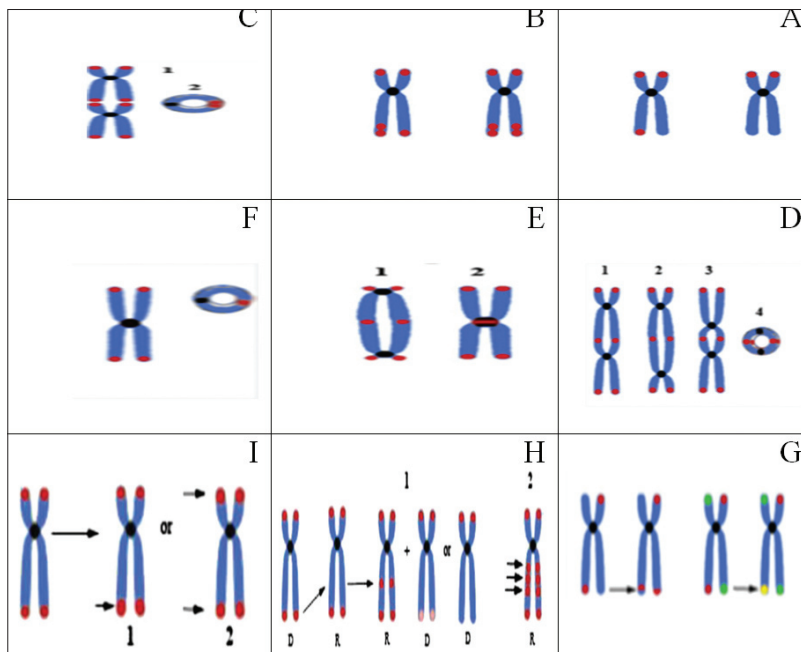 C B A
1
2
F E D
1 2
1 2 3
4
I H G
1 2
or + or
1 2
D R R D D R